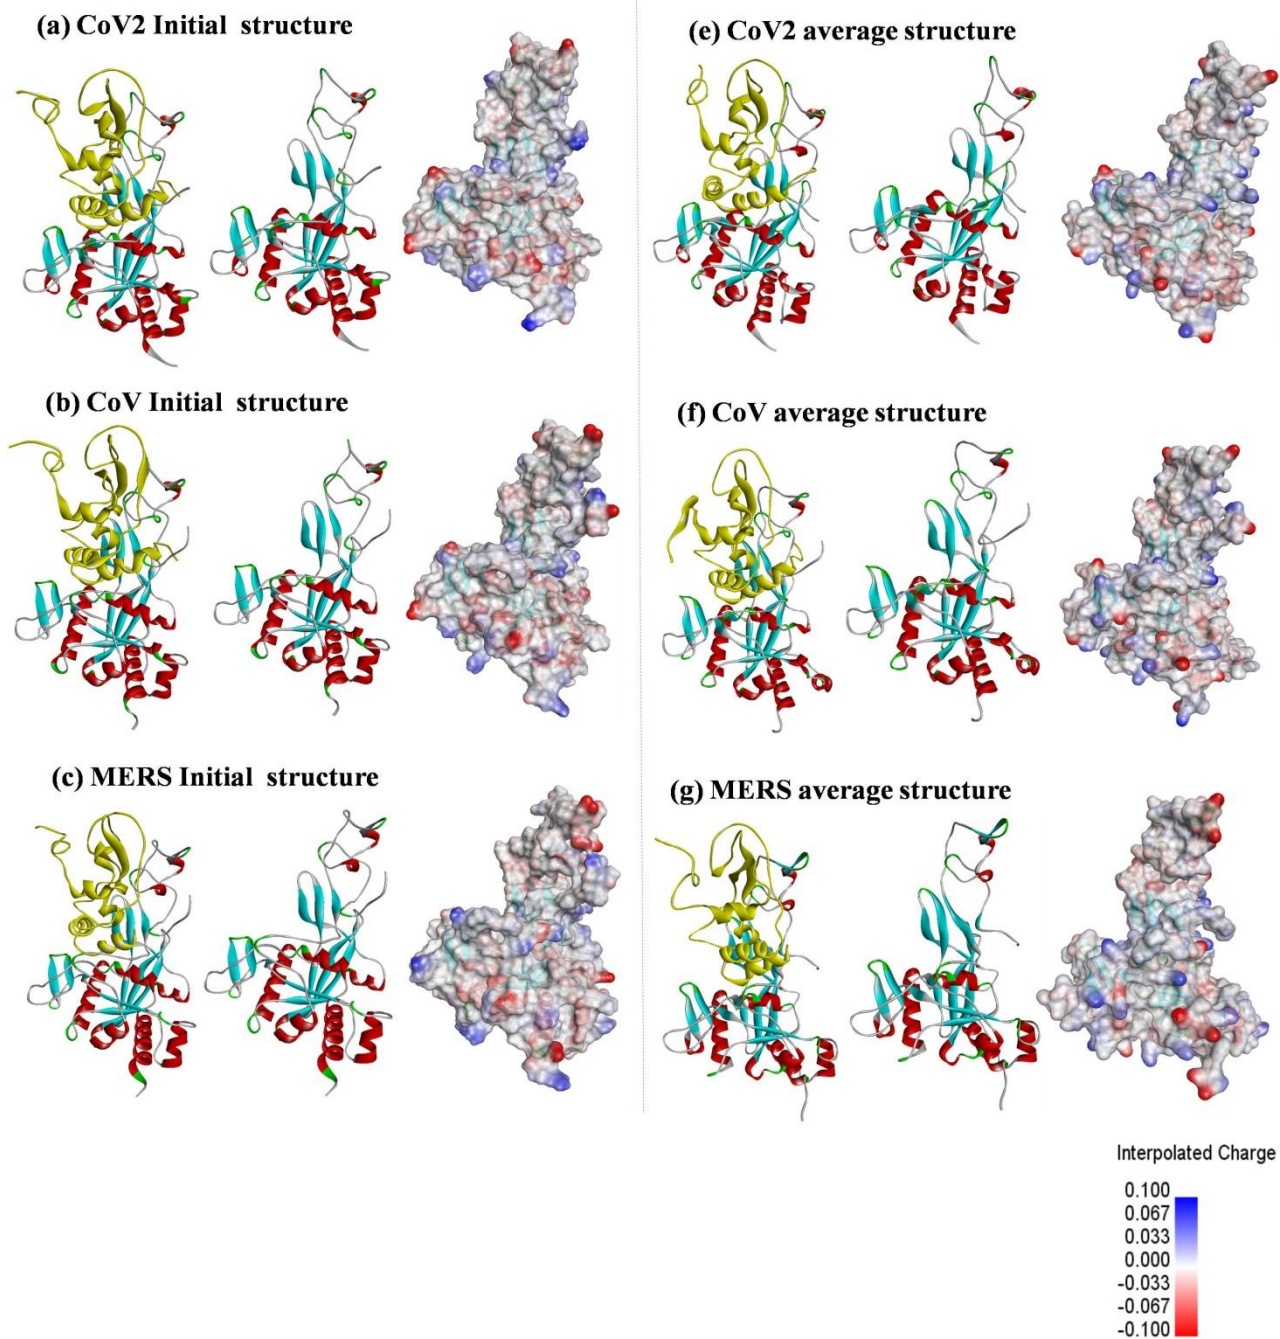 (a) CoV2 Initial structure
(e) CoV2 average structure
(b) CoV Initial structure
(f) CoV average structure
(c) MERS Initial structure
(g) MERS average structure
Interpolated Charge
0.100
0.067
0.033
0.000
-0.033
-0.067
-0.100